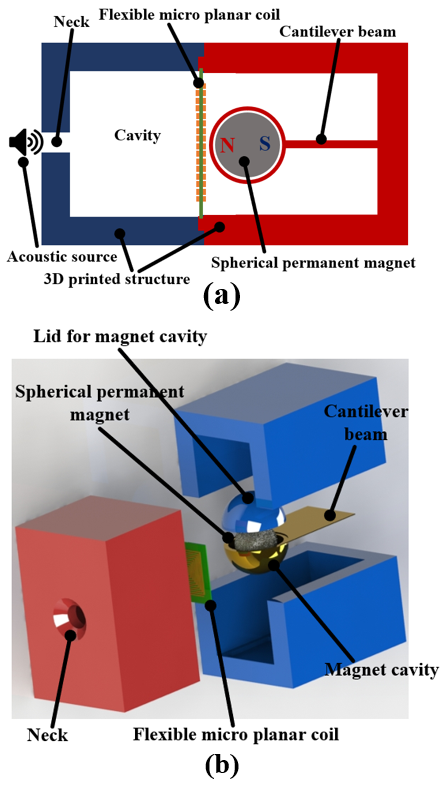 Flexible micro planar coil
Neck
Cantilever beam
Cavity
N S
Acoustic source
3D printed structure
Spherical permanent magnet
(a)
Lid for magnet cavity
Spherical permanent
magnet
Cantilever
beam
Magnet cavity
Neck
Flexible micro planar coil
(b)